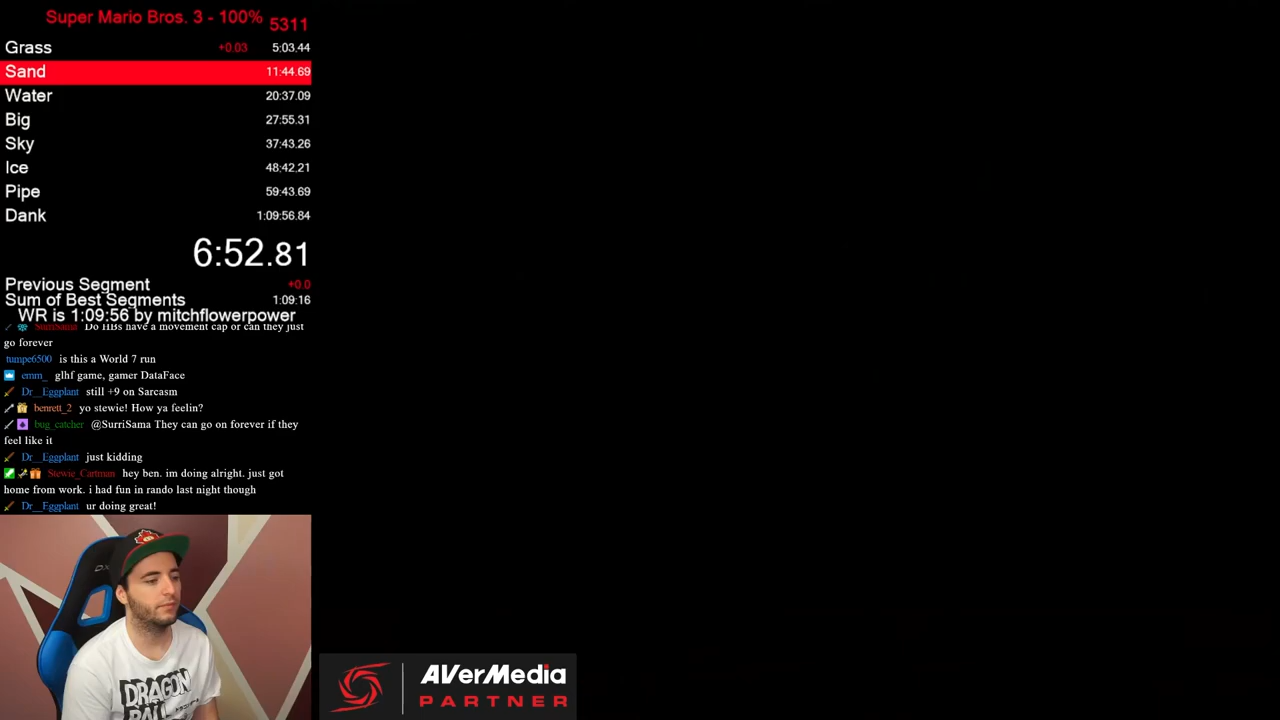 Super Mario Bros. 3 - 100% 5311
Grass +0.03 5:03.44
Sand 11:44.69
Water 20:37.09
Big 27:55.31
Sky 37:43.26
Ice 48:42.21
Pipe 59:43.69
Dank 1:09:56.84
6:52.81
Previous Segment +0.0
Sum of Best Segments 1:09:16
WR is 1:09:56 by mitchflowerpower
SurriSama Do HBs have a movement cap or can they just
go forever
tumpe6500 is this a World 7 run
emm_ glhf game, gamer DataFace
Dr__Eggplant still +9 on Sarcasm
benrett_2 yo stewie! How ya feelin?
bug_catcher @SurriSama They can go on forever if they
feel like it
Dr__Eggplant just kidding
Stewie_Cartman hey ben. im doing alright. just got
home from work. i had fun in rando last night though
Dr__Eggplant ur doing great!
DRAGON
AVerMedia
PARTNER